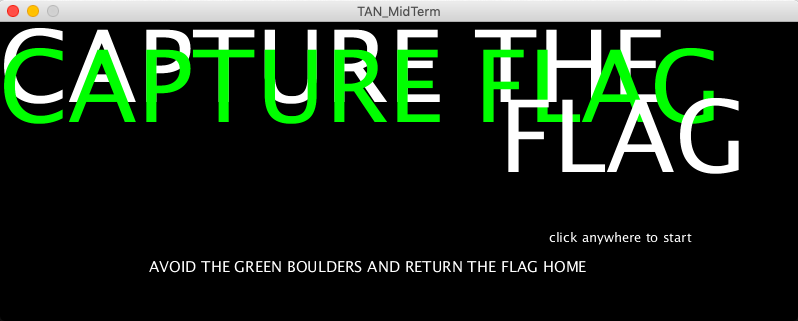 TAN_MidTerm
CAPTURE THE
CAPTURE FLAG
FLAG
click anywhere to start
AVOID THE GREEN BOULDERS AND RETURN THE FLAG HOME